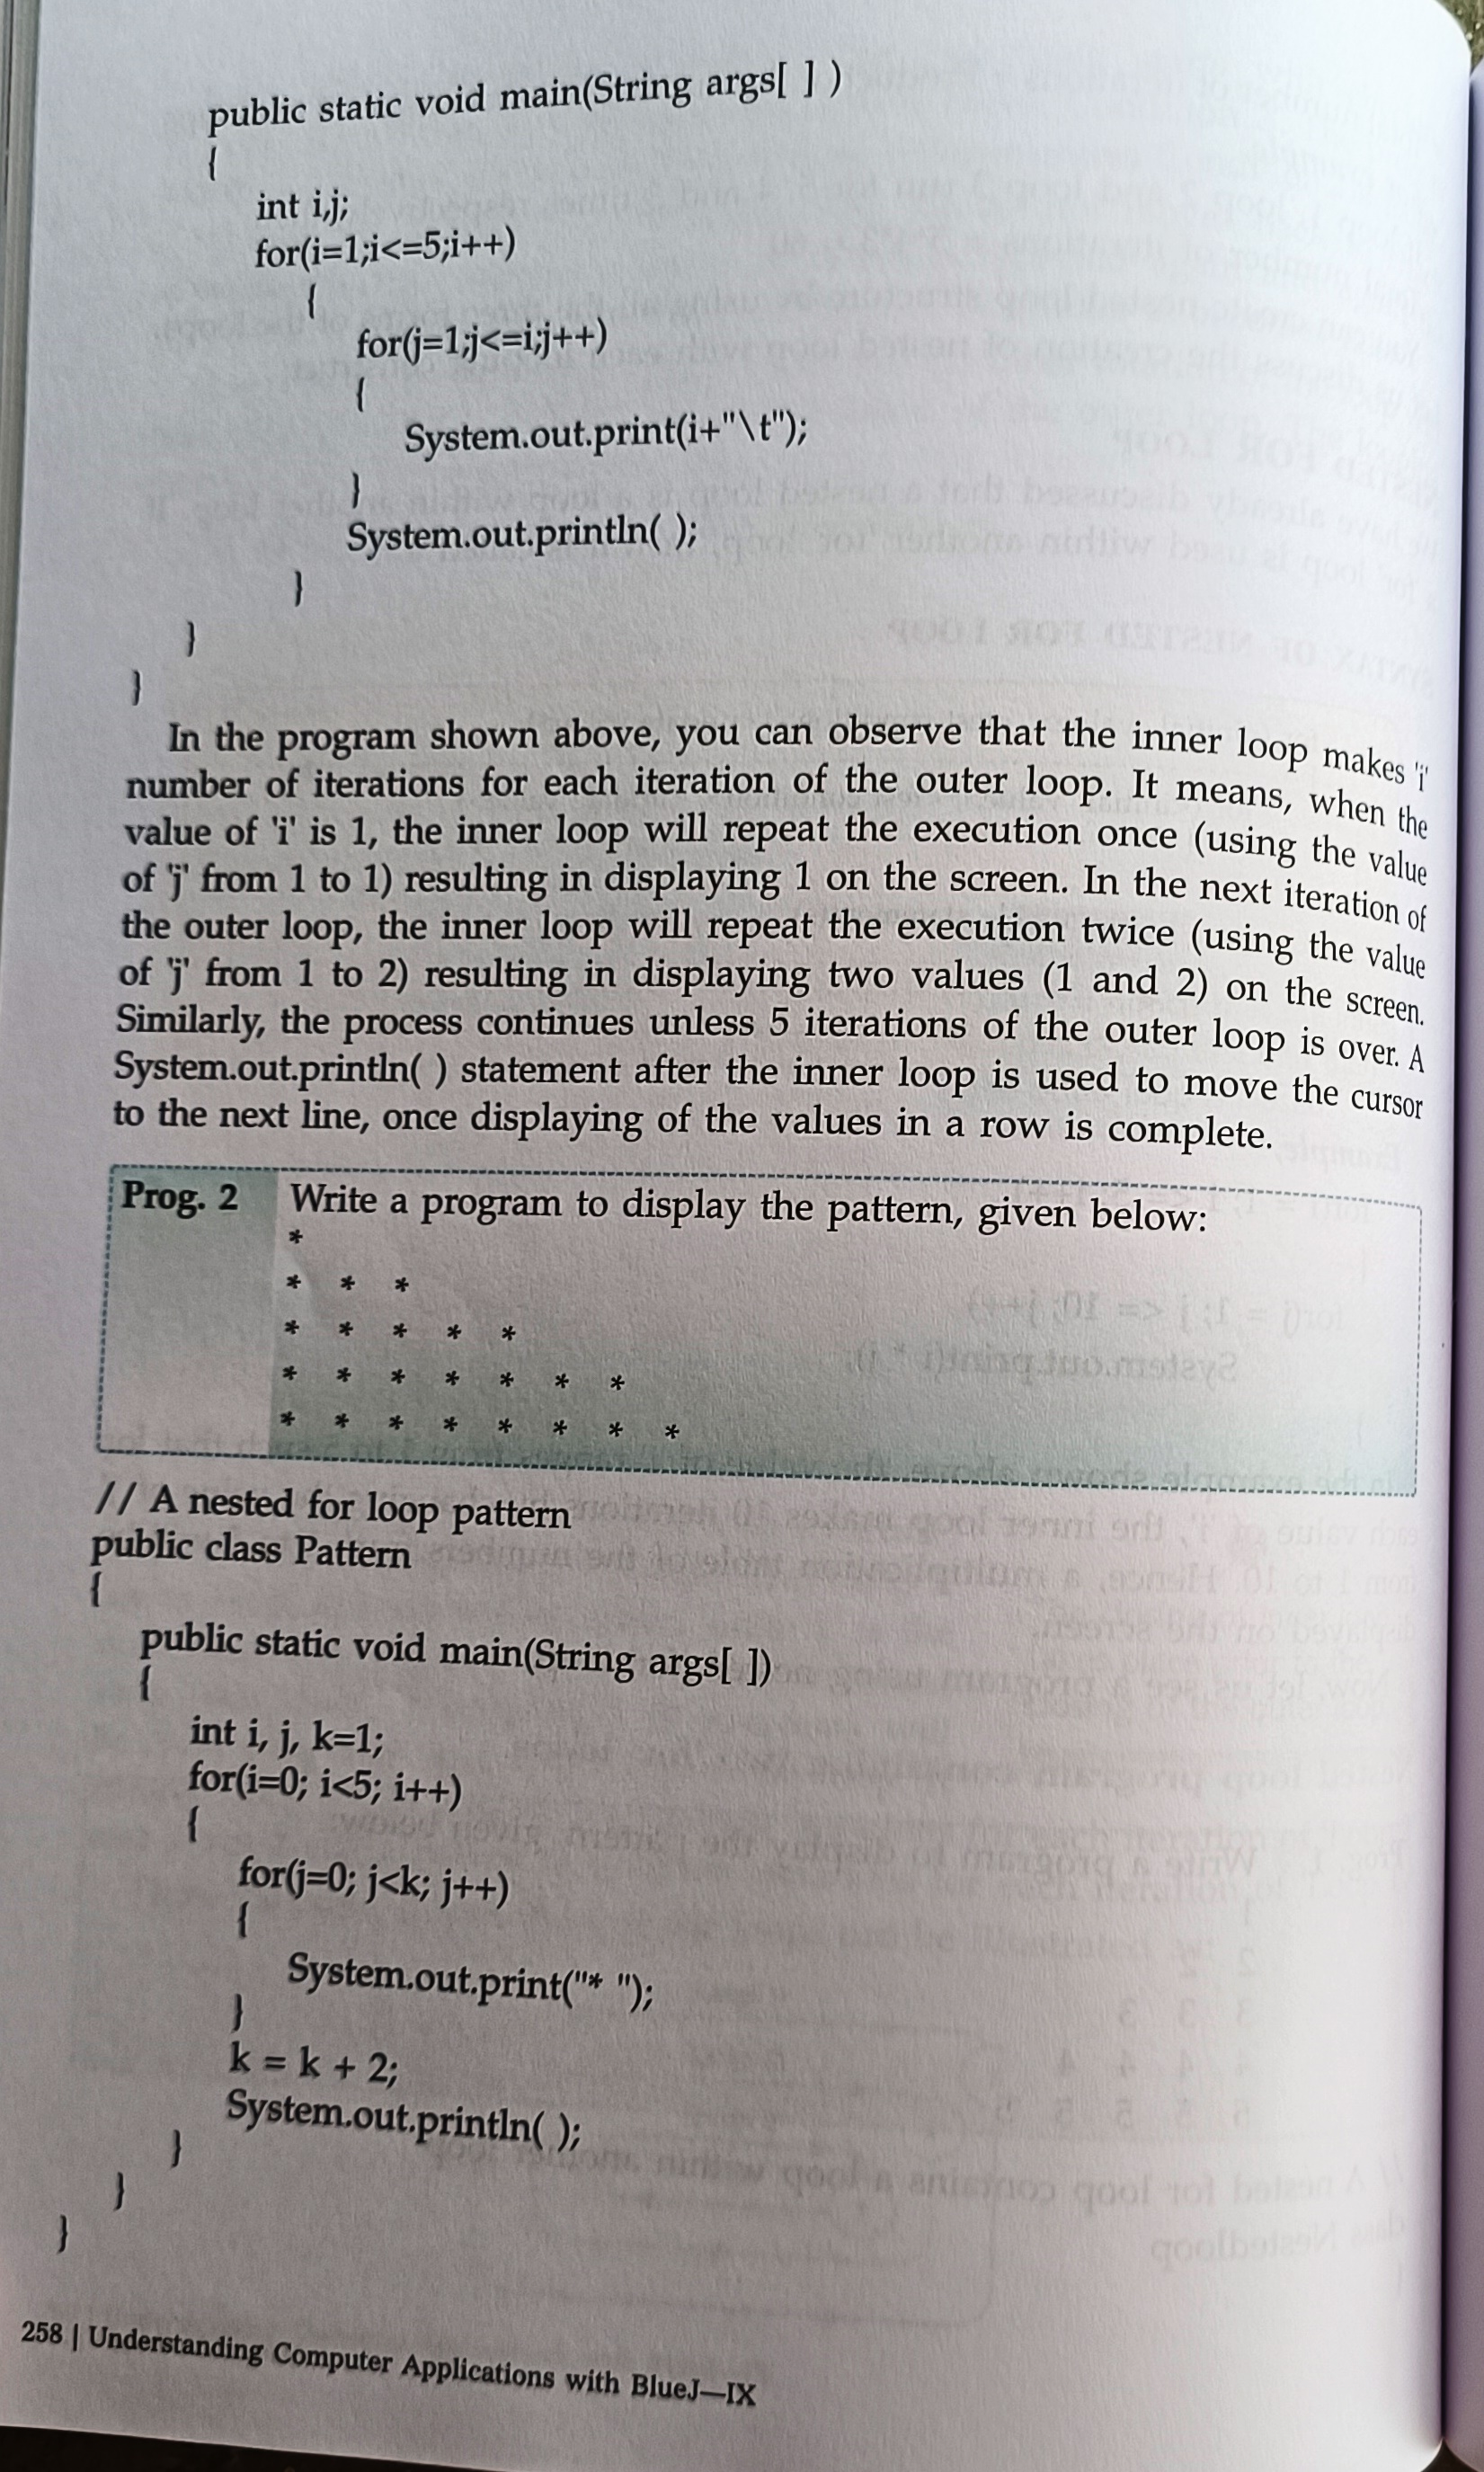 public static void main(String args[ ] )
{
int i,j;
for(i=1;i<=5;i++)
{
for(j=1;j<=i;j++)
{
System.out.print(i+"\t");
}
System.out.println( );
}
}
}
In the program shown above, you can observe that the inner loop makes 'i'
number of iterations for each iteration of the outer loop. It means, when the
value of 'i' is 1, the inner loop will repeat the execution once (using the value
of 'j' from 1 to 1) resulting in displaying 1 on the screen. In the next iteration of
the outer loop, the inner loop will repeat the execution twice (using the value
of 'j' from 1 to 2) resulting in displaying two values (1 and 2) on the screen.
Similarly, the process continues unless 5 iterations of the outer loop is over. A
System.out.println( ) statement after the inner loop is used to move the cursor
to the next line, once displaying of the values in a row is complete.
Prog. 2 Write a program to display the pattern, given below:
*
* * *
* * * * *
* * * * * * *
* * * * * * * *
// A nested for loop pattern
public class Pattern
{
public static void main(String args[ ])
{
int i, j, k=1;
for(i=0; i<5; i++)
{
for(j=0; j<k; j++)
{
System.out.print("* ");
}
k = k + 2;
System.out.println( );
}
}
}
258 | Understanding Computer Applications with BlueJ—IX